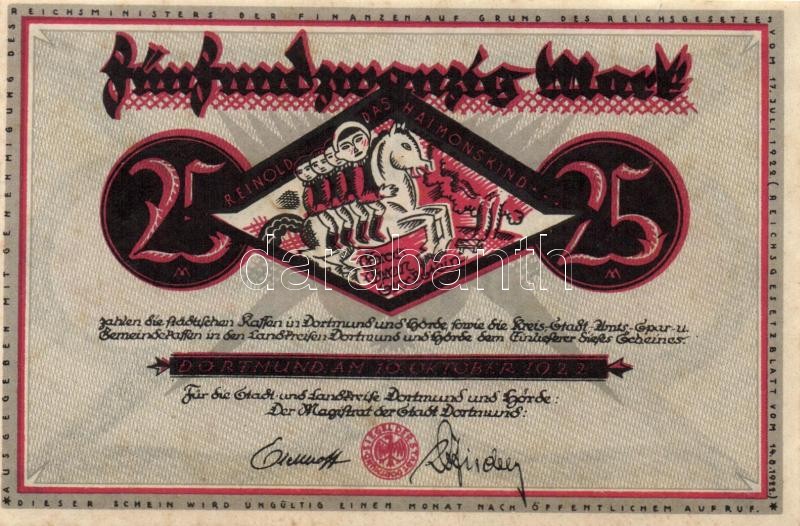 REICHSMINISTERS DER FINANZEN AUF GRUND DES REICHSGESETZES
VOM 17. JULI 1922 (REICHSGESETZBLATT VOM
AUSGEGEBEN MIT GENEHMIGUNG DES
Fünfundzwanzig Mark
REINOLD DAS HAIMONSKIND
25
25
M
M
darabanth
zahlen die städtischen Kassen in Dortmund und Hörde, sowie die Kreis-Stadt-Amts-Spar-u.
Gemeindekassen in den Landkreisen Dortmund und Hörde dem Einlieferer dieses Scheines.
DORTMUND, AM 10. OKTOBER 1922
Für die Stadt-und Landkreise Dortmund und Hörde:
Der Magistrat der Stadt Dortmund:
DIESER SCHEIN WIRD UNGÜLTIG EINEM MONAT NACH ÖFFENTLICHEM AUFRUF.